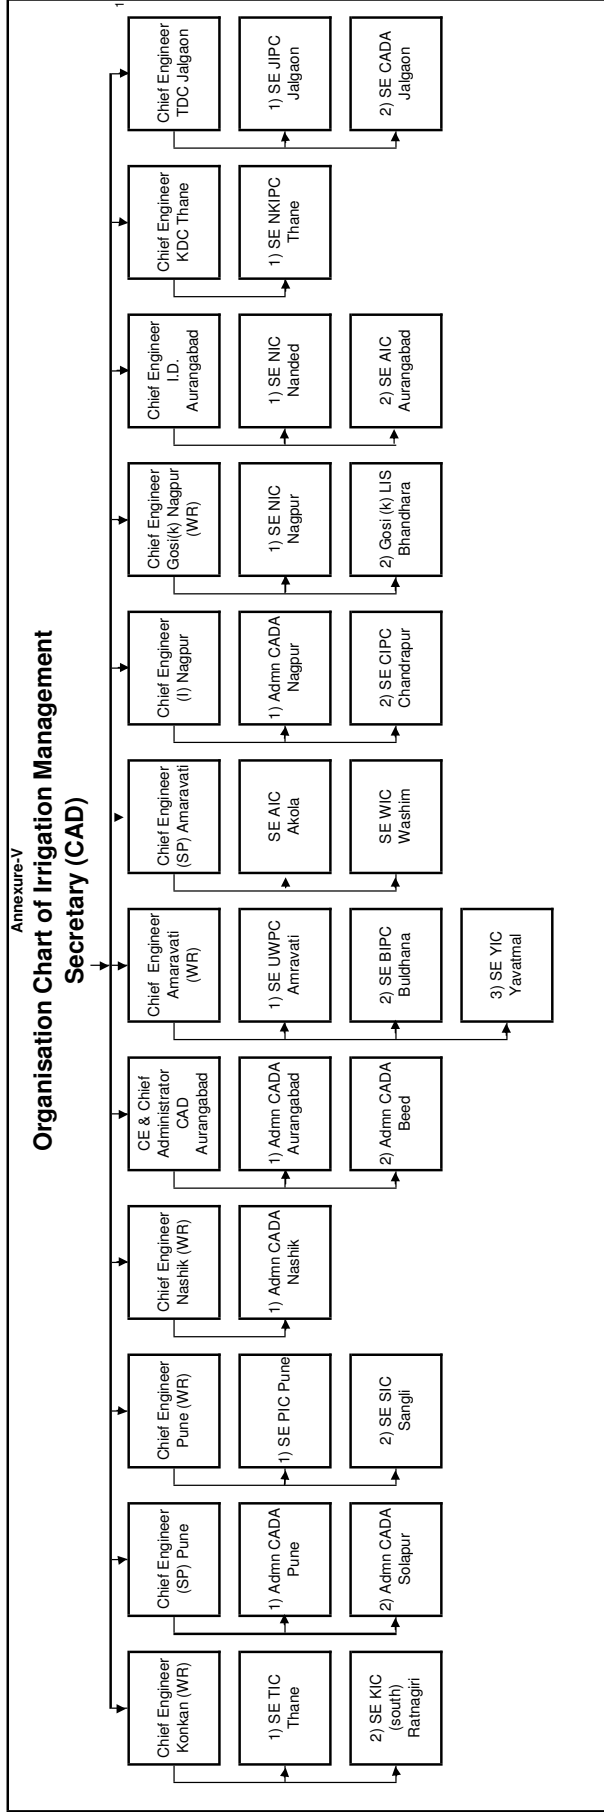 Annexure-V
Organisation Chart of Irrigation Management
Secretary (CAD)
1
Chief Engineer
Konkan (WR)
1) SE TIC
Thane
2) SE KIC
(south)
Ratnagiri
Chief Engineer
(SP) Pune
1) Admn CADA
Pune
2) Admn CADA
Solapur
Chief Engineer
Pune (WR)
1) SE PIC Pune
2) SE SIC
Sangli
Chief Engineer
Nashik (WR)
1) Admn CADA
Nashik
CE & Chief
Administrator
CAD
Aurangabad
1) Admn CADA
Aurangabad
2) Admn CADA
Beed
Chief Engineer
Amaravati
(WR)
1) SE UWPC
Amravati
2) SE BIPC
Buldhana
3) SE YIC
Yavatmal
Chief Engineer
(SP) Amaravati
SE AIC
Akola
SE WIC
Washim
Chief Engineer
(I) Nagpur
1) Admn CADA
Nagpur
2) SE CIPC
Chandrapur
Chief Engineer
Gosi(k) Nagpur
(WR)
1) SE NIC
Nagpur
2) Gosi (k) LIS
Bhandhara
Chief Engineer
I.D.
Aurangabad
1) SE NIC
Nanded
2) SE AIC
Aurangabad
Chief Engineer
KDC Thane
1) SE NKIPC
Thane
Chief Engineer
TDC Jalgaon
1) SE JIPC
Jalgaon
2) SE CADA
Jalgaon